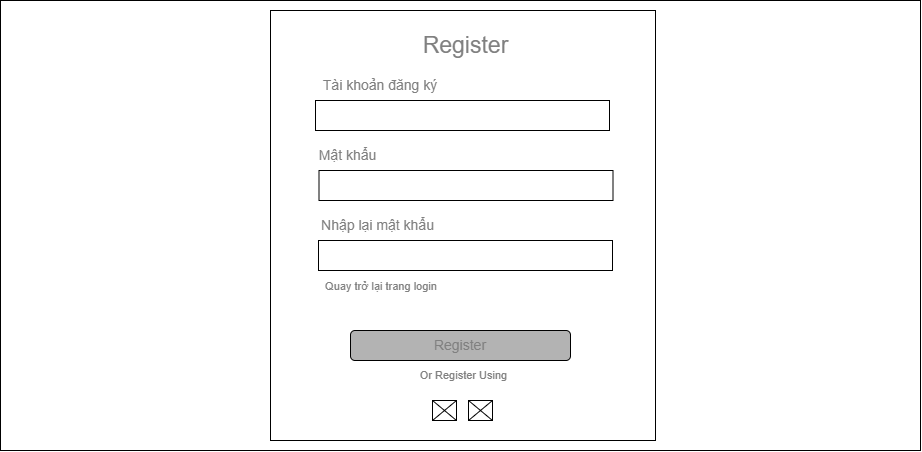 Register
Tài khoản đăng ký
Mật khẩu
Nhập lại mật khẩu
Quay trở lại trang login
Register
Or Register Using